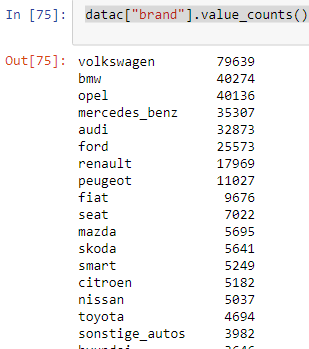 In [75]: datac["brand"].value_counts()
Out[75]: volkswagen 79639
bmw 40274
opel 40136
mercedes_benz 35307
audi 32873
ford 25573
renault 17969
peugeot 11027
fiat 9676
seat 7022
mazda 5695
skoda 5641
smart 5249
citroen 5182
nissan 5037
toyota 4694
sonstige_autos 3982